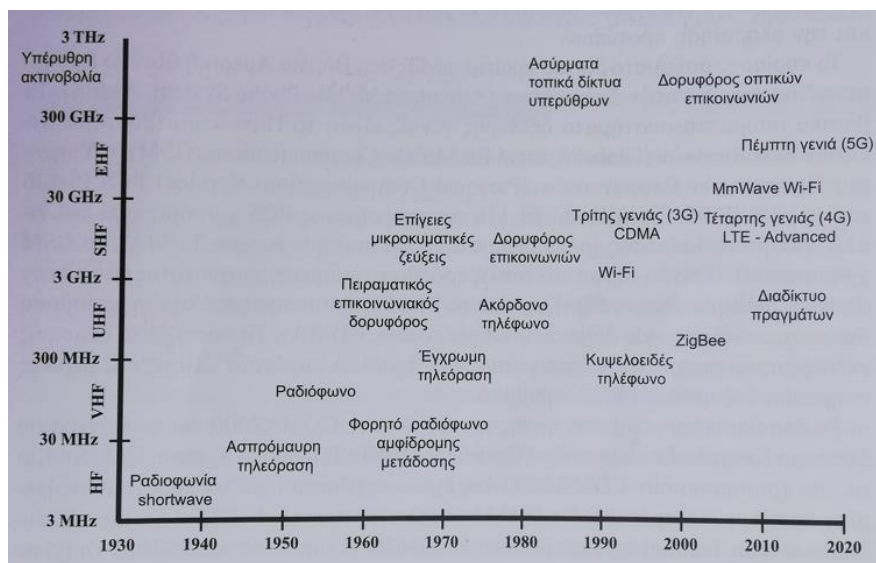 3 THz
Υπέρυθρη
ακτινοβολία
Ασύρματα
τοπικά δίκτυα
υπερύθρων
Δορυφόρος οπτικών
επικοινωνιών
300 GHz
EHF
Πέμπτη γενιά (5G)
MmWave Wi-Fi
30 GHz
SHF
Επίγειες
μικροκυματικές
ζεύξεις
Δορυφόρος
επικοινωνιών
Τρίτης γενιάς (3G)
CDMA
Τέταρτης γενιάς (4G)
LTE - Advanced
Wi-Fi
3 GHz
UHF
Πειραματικός
επικοινωνιακός
δορυφόρος
Ακόρδονο
τηλέφωνο
Διαδίκτυο
πραγμάτων
ZigBee
300 MHz
VHF
Έγχρωμη
τηλεόραση
Κυψελοειδές
τηλέφωνο
Ραδιόφωνο
30 MHz
HF
Ασπρόμαυρη
τηλεόραση
Φορητό ραδιόφωνο
αμφίδρομης
μετάδοσης
Ραδιοφωνία
shortwave
3 MHz
1930 1940 1950 1960 1970 1980 1990 2000 2010 2020